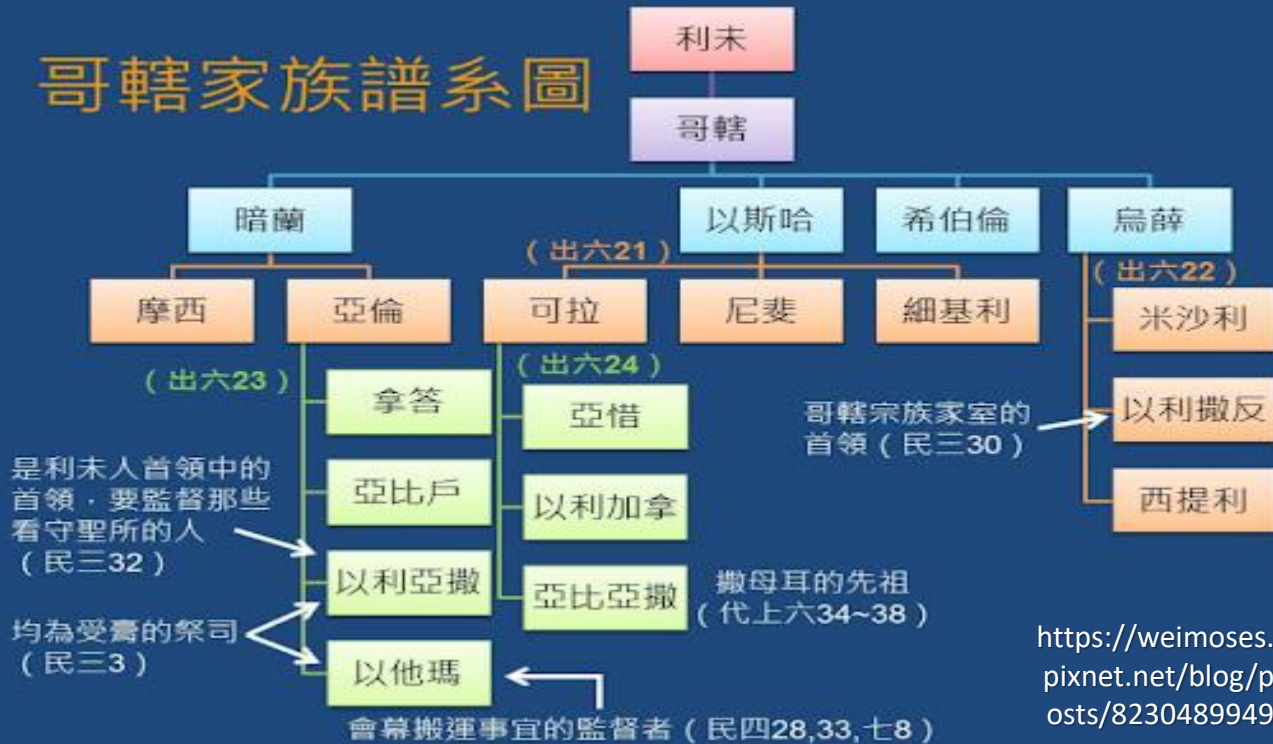 哥轄家族譜系圖
利未
哥轄
暗蘭
以斯哈
希伯倫
烏薛
(出六21)
(出六22)
摩西
亞倫
可拉
尼斐
細基利
米沙利
(出六23)
(出六24)
拿答
亞惜
哥轄宗族家室的
首領(民三30)
以利撒反
是利未人首領中的
首領.要監督那些
看守聖所的人
(民三32)
亞比戶
以利加拿
西提利
以利亞撒
亞比亞撒
撒母耳的先祖
(代上六34~38)
均為受膏的祭司
(民三3)
以他瑪
會幕搬運事宜的監督者(民四28,33,七8)
https://weimoses.
pixnet.net/blog/p
osts/8230489949